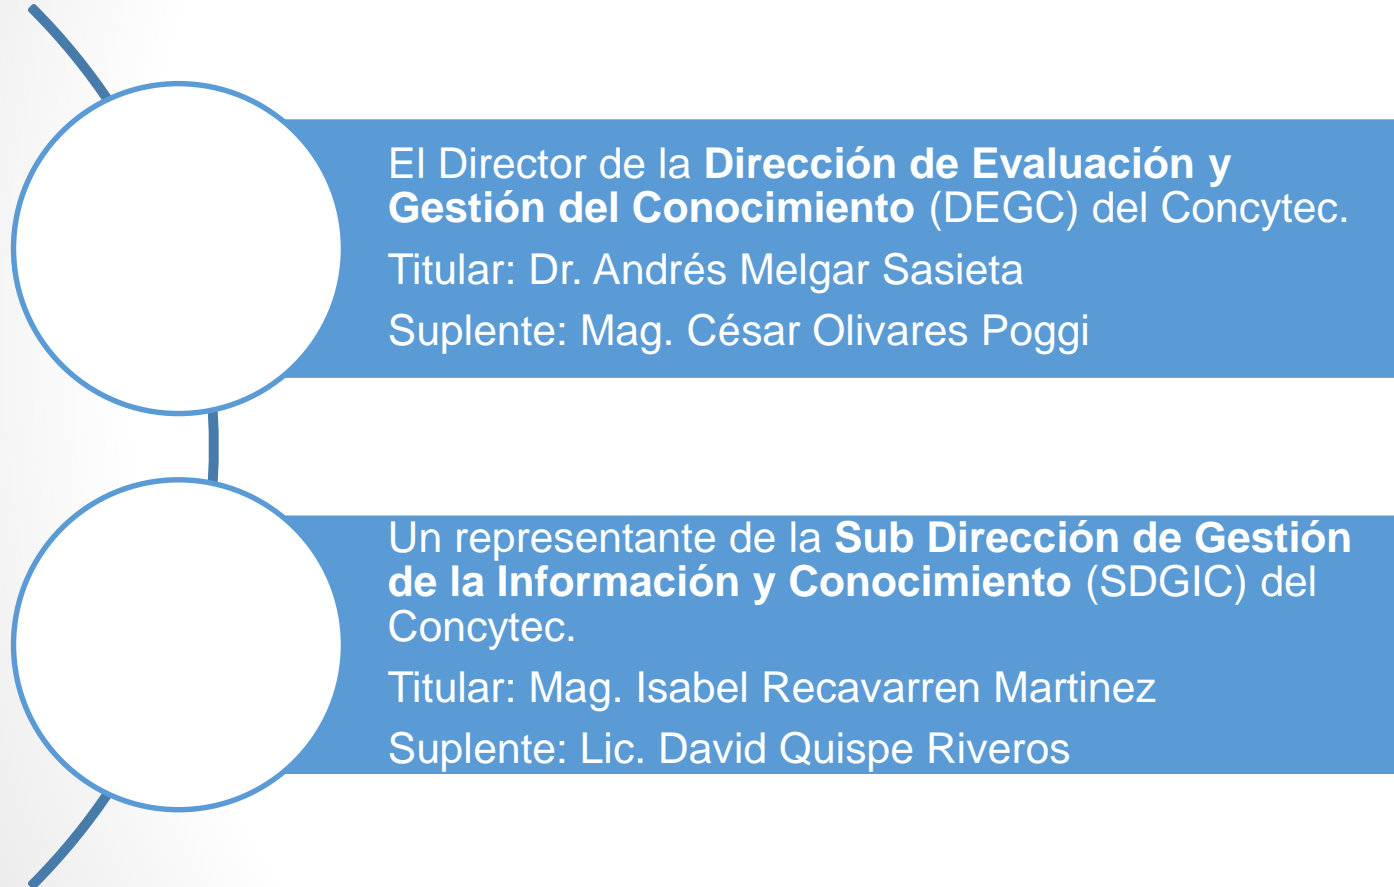 El Director de la Dirección de Evaluación y
Gestión del Conocimiento (DEGC) del Concytec.
Titular: Dr. Andrés Melgar Sasieta
Suplente: Mag. César Olivares Poggi
Un representante de la Sub Dirección de Gestión
de la Información y Conocimiento (SDGIC) del
Concytec.
Titular: Mag. Isabel Recavarren Martinez
Suplente: Lic. David Quispe Riveros